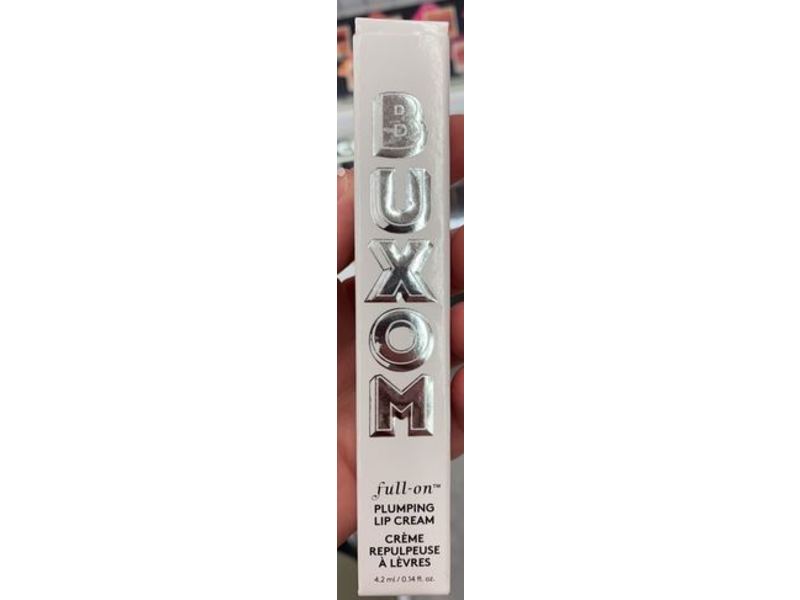 BUXOM
full-on™
PLUMPING
LIP CREAM
CRÈME
REPULPEUSE
À LÈVRES
4.2 ml / 0.14 fl. oz.